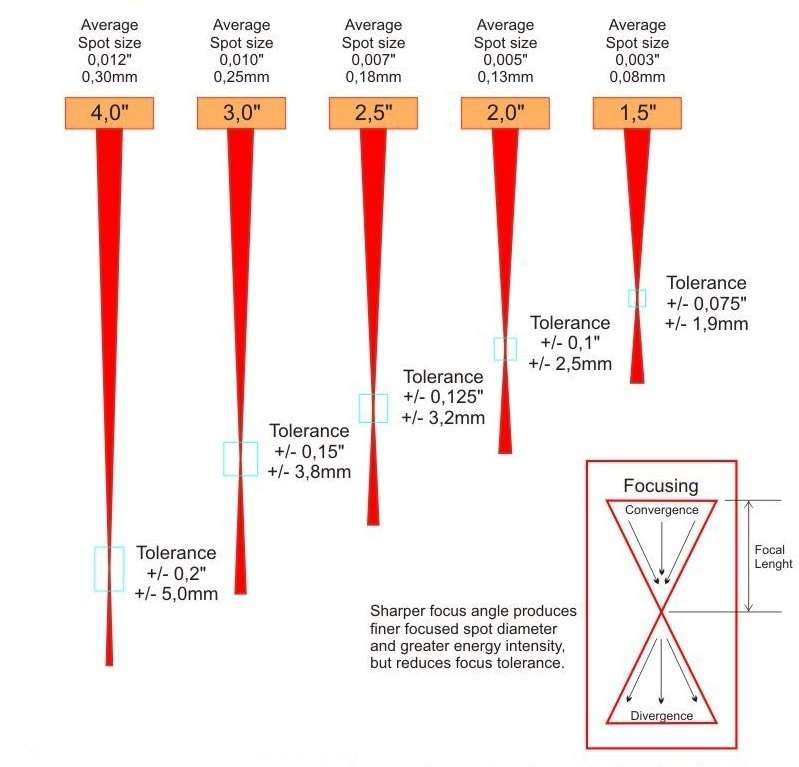 Average
Spot size
0,012"
0,30mm
Average
Spot size
0,010"
0,25mm
Average
Spot size
0,007"
0,18mm
Average
Spot size
0,005"
0,13mm
Average
Spot size
0,003"
0,08mm
4,0"
3,0"
2,5"
2,0"
1,5"
Tolerance
+/- 0,075"
+/- 1,9mm
Tolerance
+/- 0,1"
+/- 2,5mm
Tolerance
+/- 0,125"
+/- 3,2mm
Tolerance
+/- 0,15"
+/- 3,8mm
Tolerance
+/- 0,2"
+/- 5,0mm
Sharper focus angle produces
finer focused spot diameter
and greater energy intensity,
but reduces focus tolerance.
Focusing
Convergence
Focal
Lenght
Divergence